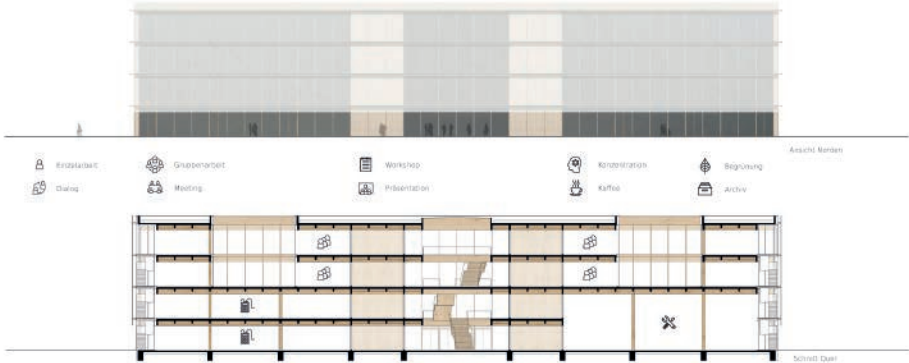 Ansicht Norden
Einzelarbeit
Gruppenarbeit
Workshop
Konzentration
Begrünung
Dialog
Meeting
Präsentation
Kaffee
Archiv
Schnitt Quer